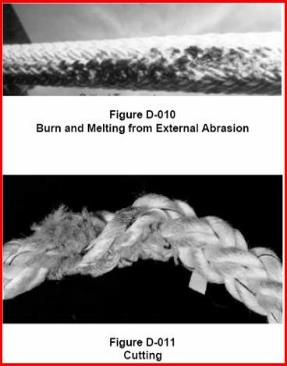 Figure D-010
Burn and Melting from External Abrasion
Figure D-011
Cutting